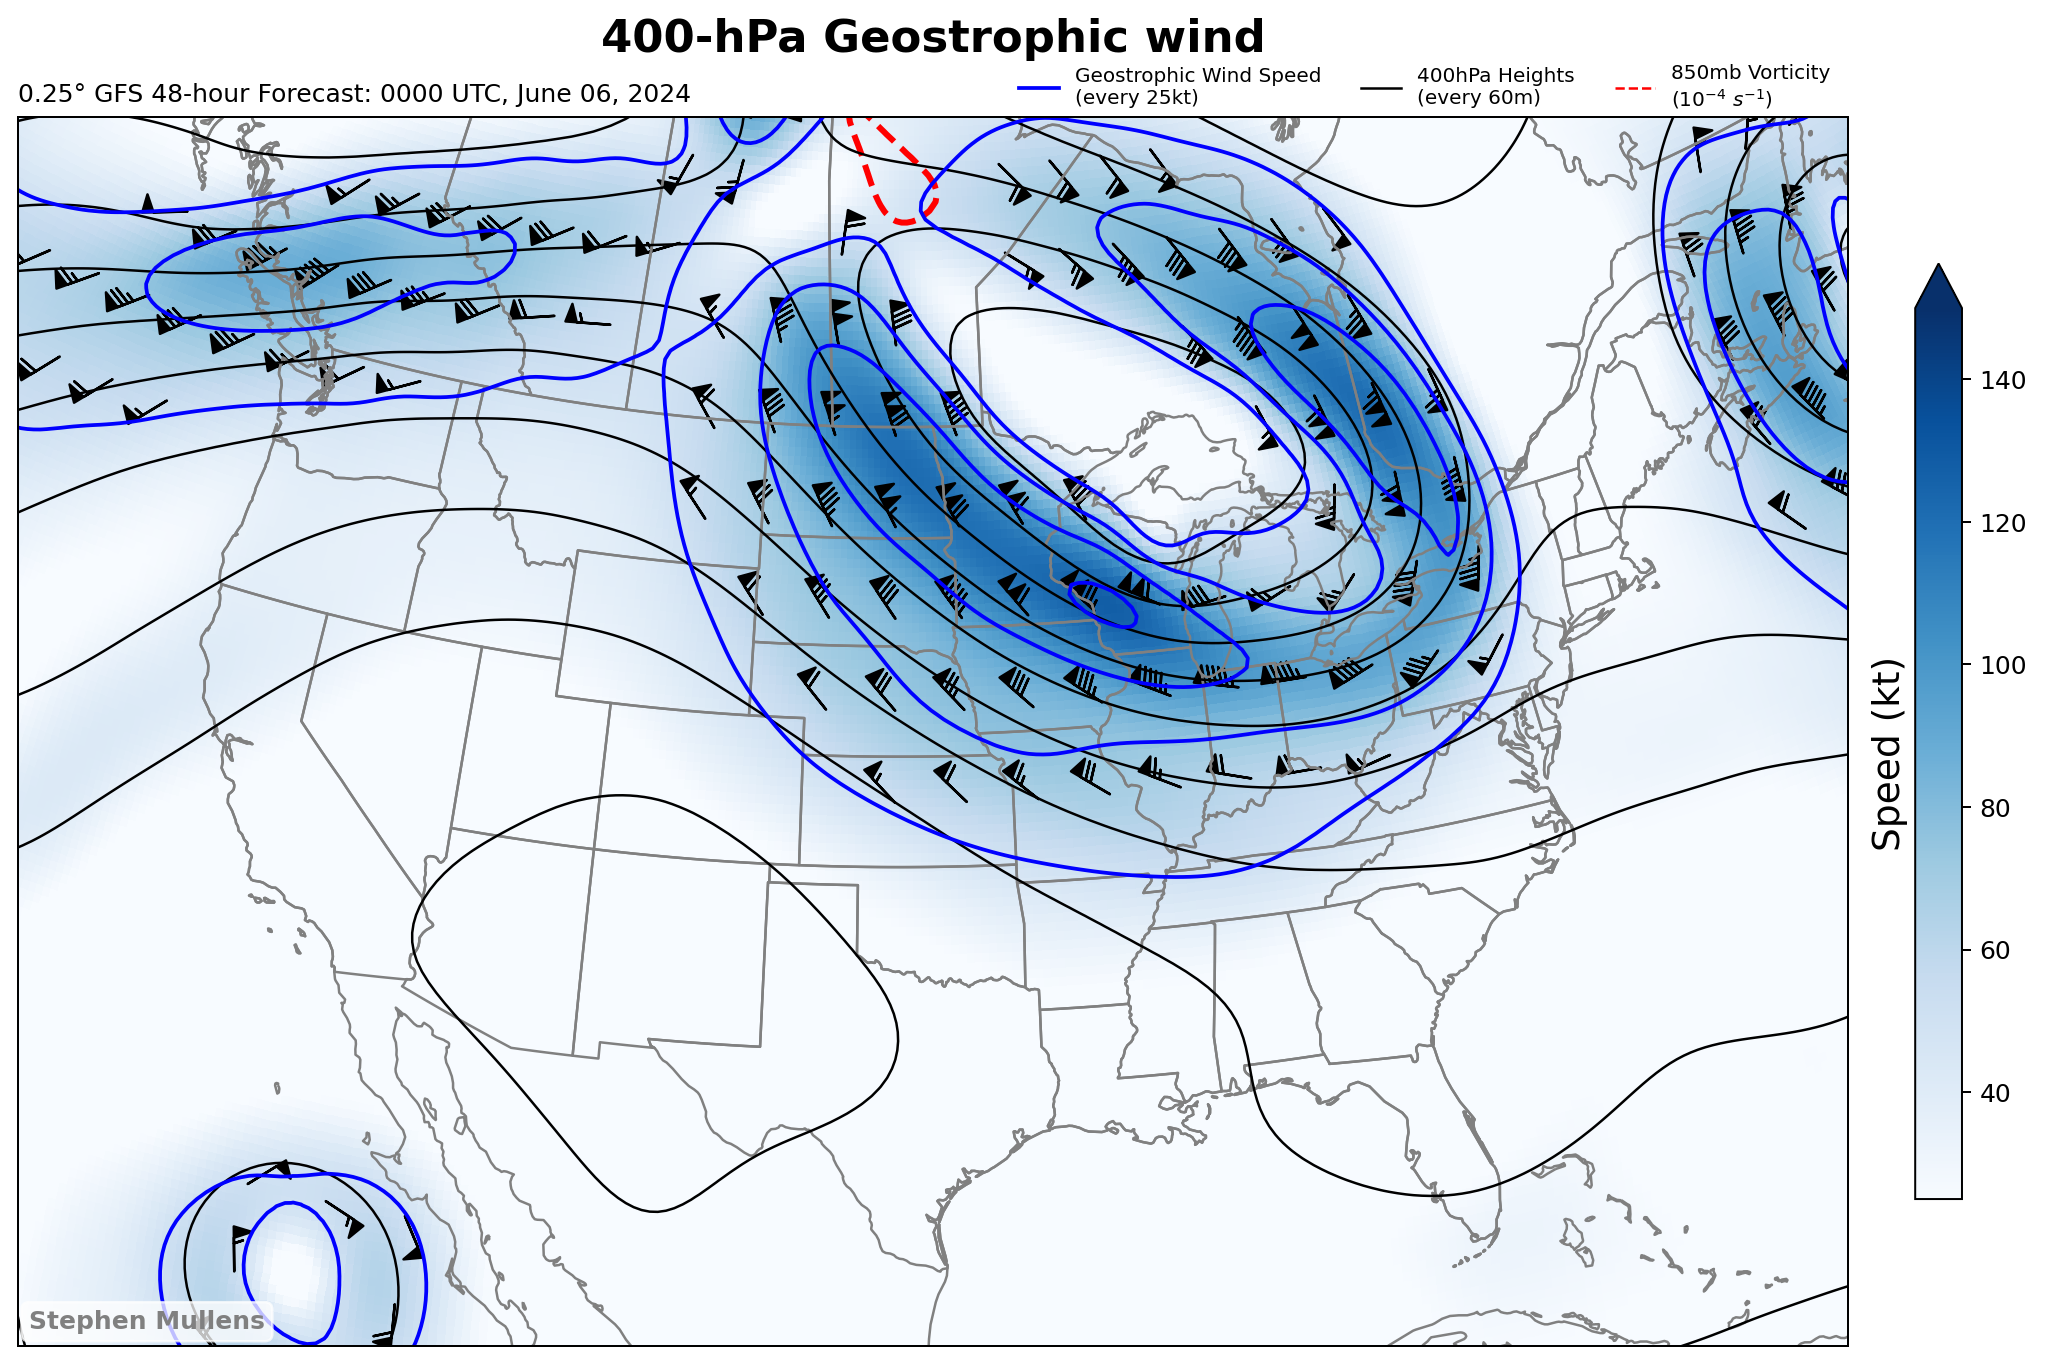 400-hPa Geostrophic wind
0.25° GFS 48-hour Forecast: 0000 UTC, June 06, 2024
Geostrophic Wind Speed
(every 25kt)
400hPa Heights
(every 60m)
850mb Vorticity
(10⁻⁴ s⁻¹)
140
120
100
80
60
40
Speed (kt)
Stephen Mullens